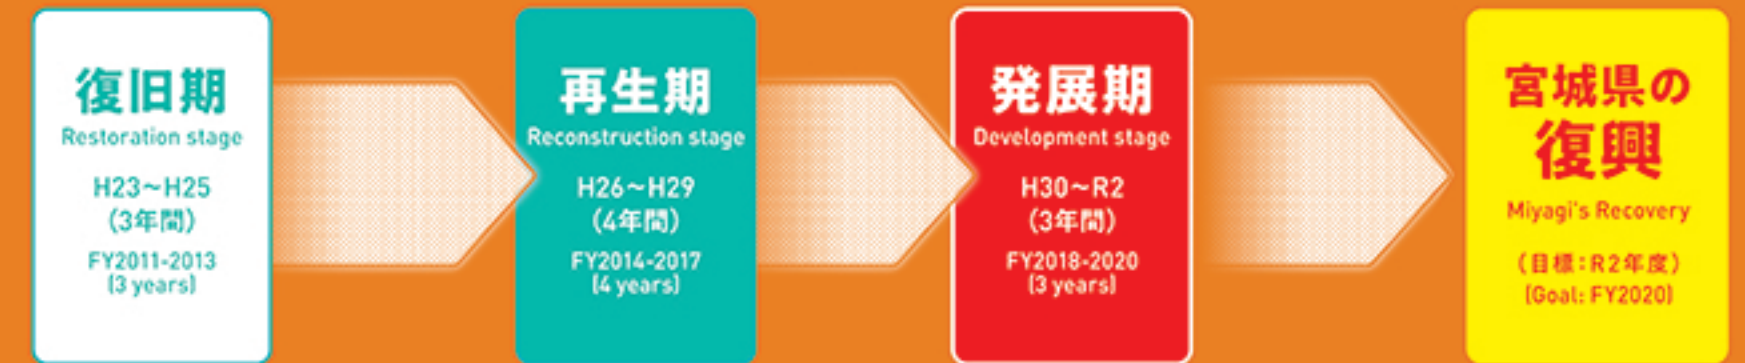 復旧期
Restoration stage
H23〜H25
（3年間）
FY2011-2013
(3 years)
再生期
Reconstruction stage
H26〜H29
（4年間）
FY2014-2017
(4 years)
発展期
Development stage
H30〜R2
（3年間）
FY2018-2020
(3 years)
宮城県の
復興
Miyagi's Recovery
（目標：R2年度）
(Goal: FY2020)